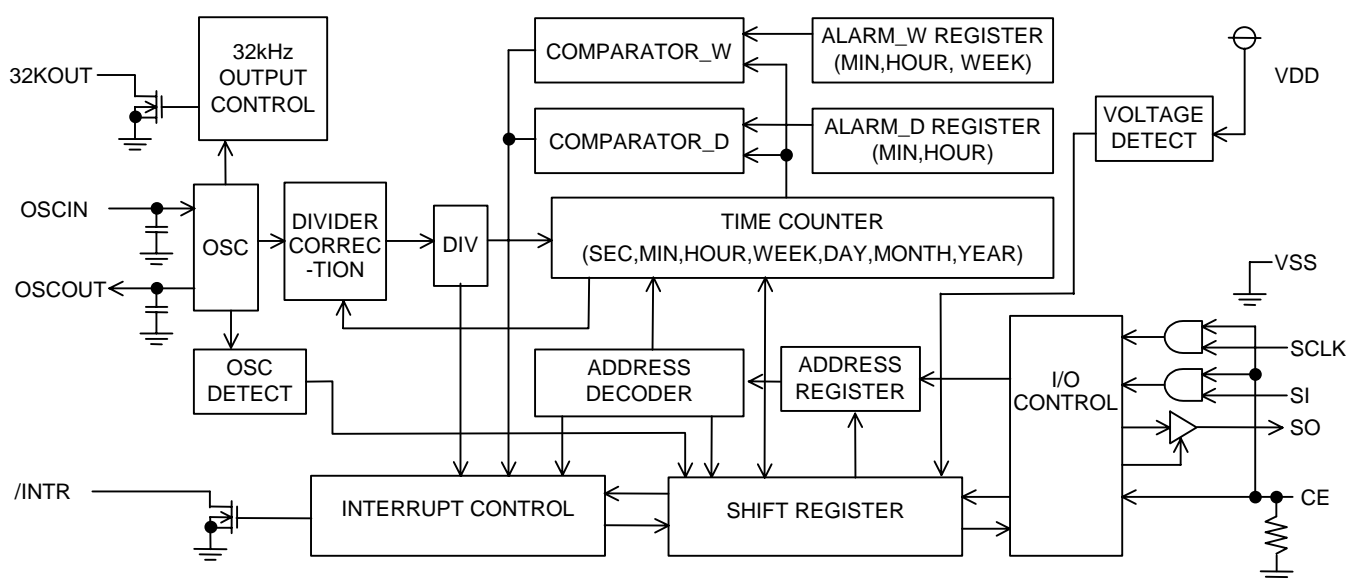 32KOUT
32kHz
OUTPUT
CONTROL
COMPARATOR_W
ALARM_W REGISTER
(MIN,HOUR, WEEK)
VDD
COMPARATOR_D
ALARM_D REGISTER
(MIN,HOUR)
VOLTAGE
DETECT
OSCIN
OSCOUT
OSC
DIVIDER
CORREC
-TION
DIV
TIME COUNTER
(SEC,MIN,HOUR,WEEK,DAY,MONTH,YEAR)
VSS
OSC
DETECT
ADDRESS
DECODER
ADDRESS
REGISTER
I/O
CONTROL
SCLK
SI
SO
/INTR
INTERRUPT CONTROL
SHIFT REGISTER
CE